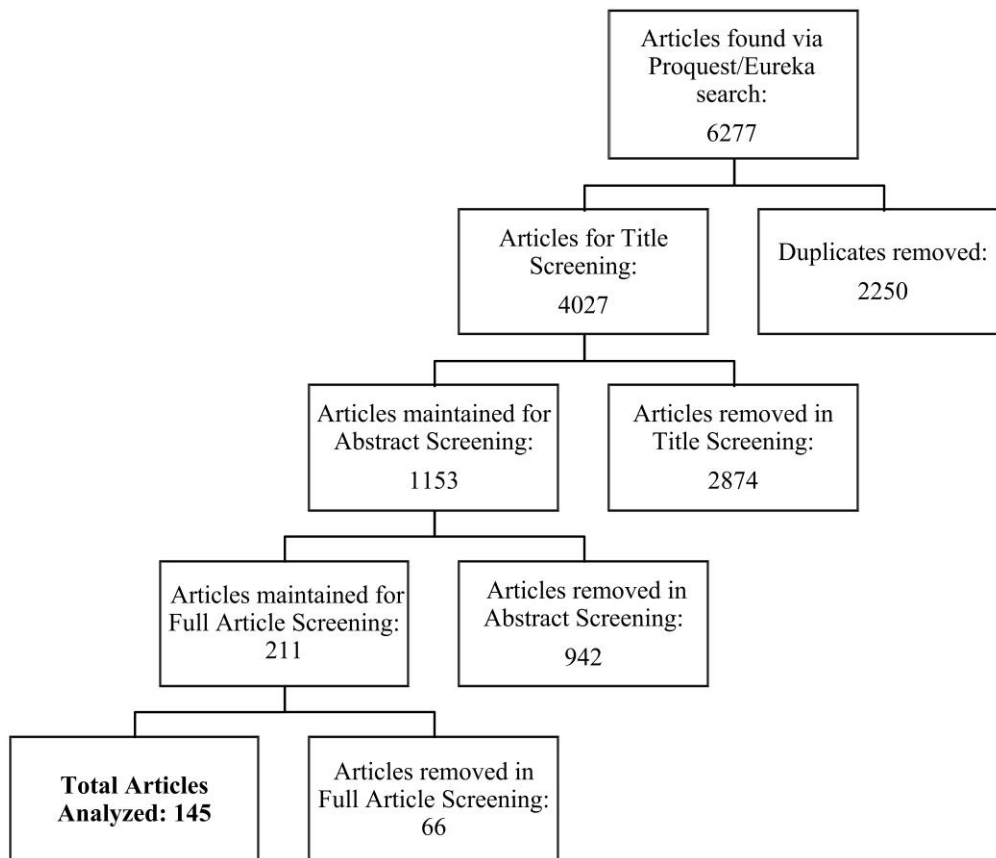 Articles found via
Proquest/Eureka
search:
6277
Articles for Title
Screening:
4027
Duplicates removed:
2250
Articles maintained for
Abstract Screening:
1153
Articles removed in
Title Screening:
2874
Articles maintained for
Full Article Screening:
211
Articles removed in
Abstract Screening:
942
Total Articles
Analyzed: 145
Articles removed in
Full Article Screening:
66